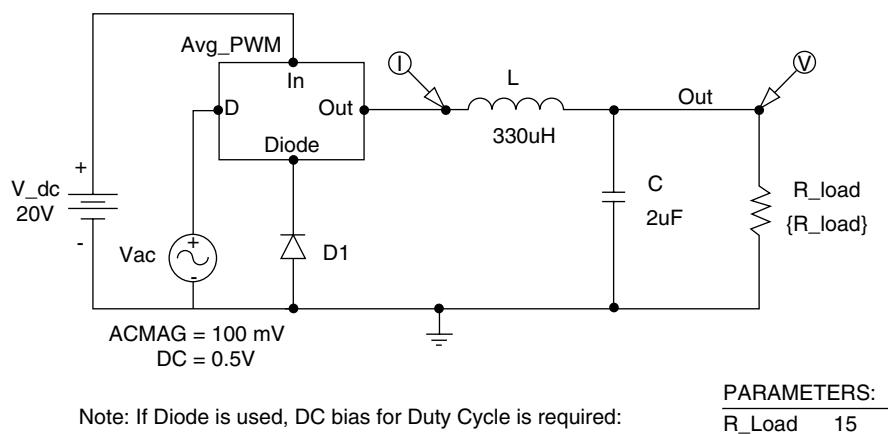 Avg_PWM
In
D
Out
Diode
I
L
330uH
Out
V
+
V_dc
20V
-
Vac
+
-
D1
C
2uF
R_load
{R_load}
ACMAG = 100 mV
DC = 0.5V
Note: If Diode is used, DC bias for Duty Cycle is required:
PARAMETERS:
R_Load 15